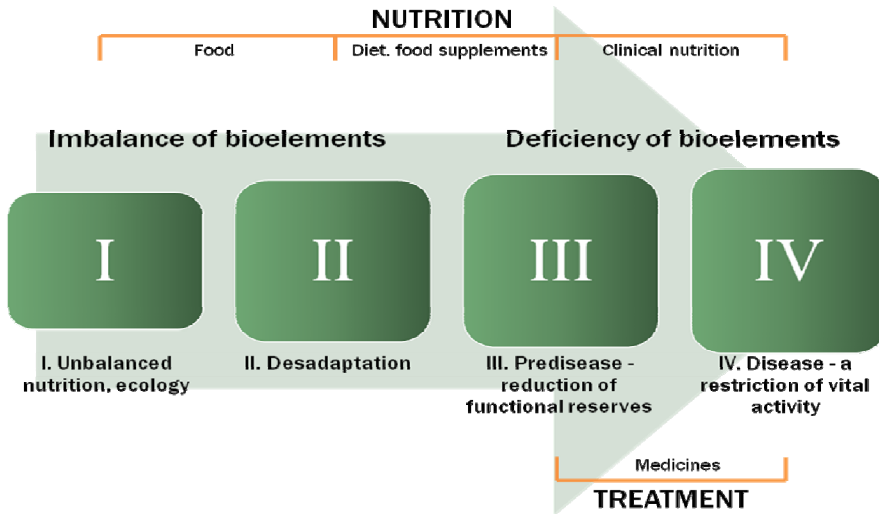 NUTRITION
Food
Diet. food supplements
Clinical nutrition
Imbalance of bioelements
Deficiency of bioelements
I
II
III
IV
I. Unbalanced
nutrition, ecology
II. Desadaptation
III. Predisease -
reduction of
functional reserves
IV. Disease - a
restriction of vital
activity
Medicines
TREATMENT